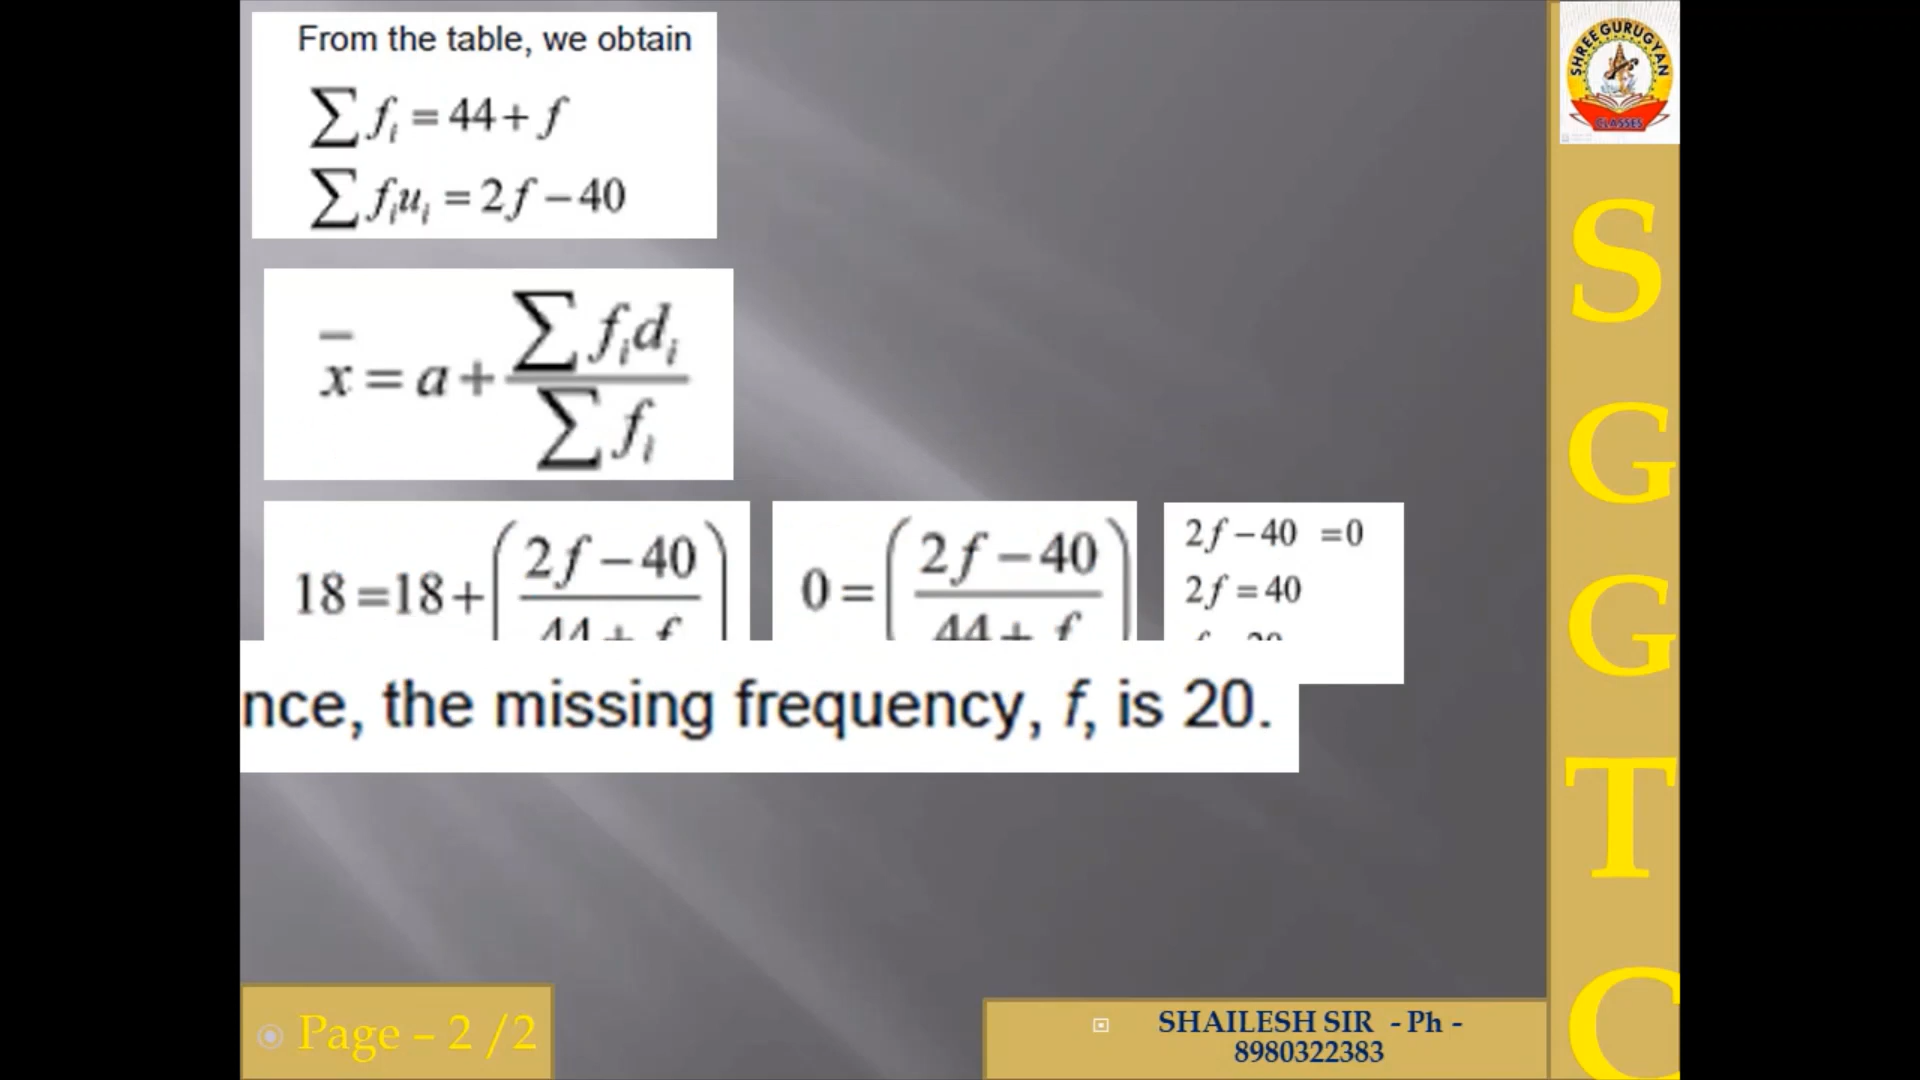 From the table, we obtain
∑ fᵢ = 44 + f
∑ fᵢuᵢ = 2f − 40
x̄ = a + ∑ fᵢdᵢ / ∑ fᵢ
18 = 18 + ( 2f − 40 / 44 + f )
0 = ( 2f − 40 / 44 + f )
2f − 40 = 0
2f = 40
nce, the missing frequency, f, is 20.
Page – 2 /2
SHAILESH SIR - Ph -
8980322383
SHREE GURUGYAN
CLASSES
S
G
G
T
C